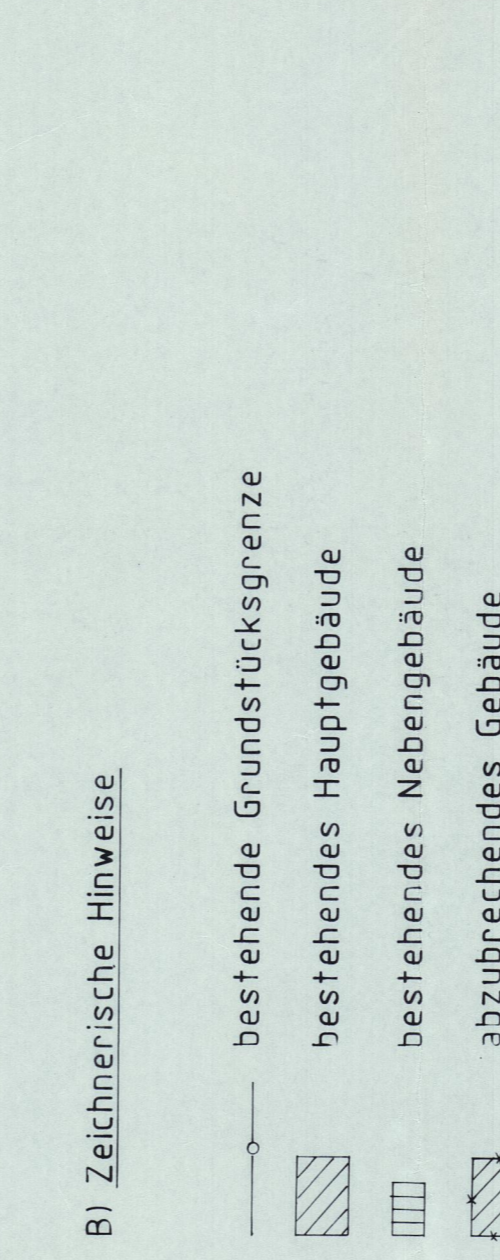 B) Zeichnerische Hinweise
bestehende Grundstücksgrenze
bestehendes Hauptgebäude
bestehendes Nebengebäude
abzubrechendes Gebäude